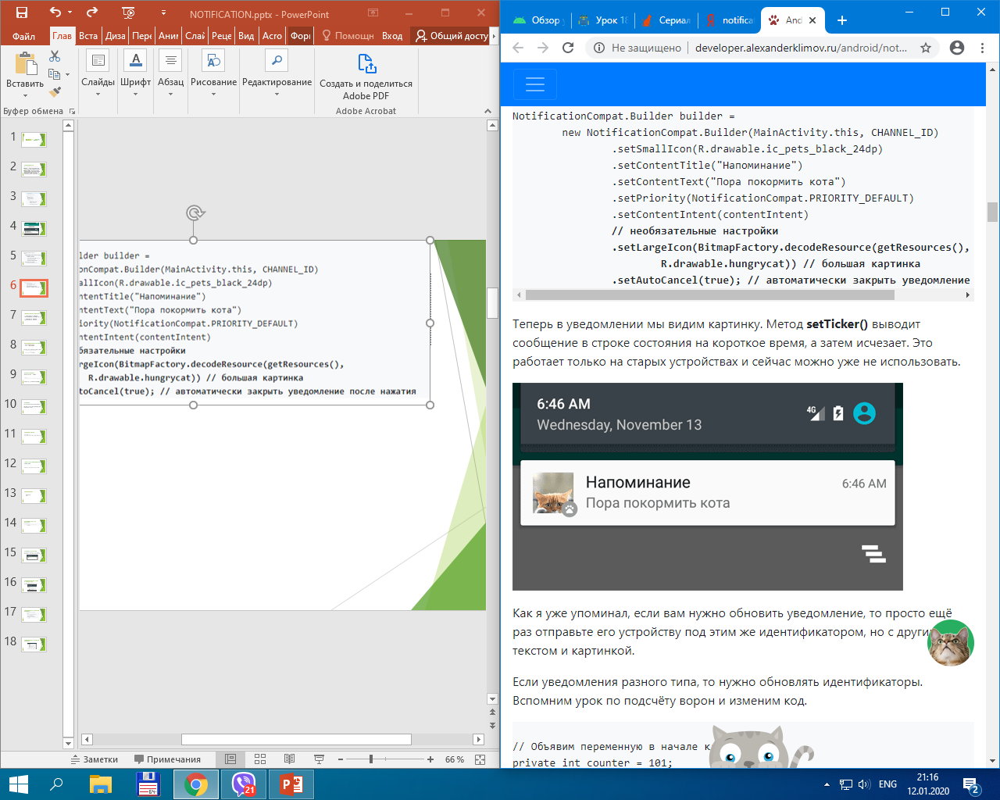 NOTIFICATION.pptx - PowerPoint
Файл
Глав
Вста
Диза
Пере
Аним
Слай
Реце
Вид
Acro
Форм
Помощн
Вход
Общий доступ
Вставить
Слайды
Шрифт
Абзац
Рисование
Редактирование
Создать и поделиться
Adobe PDF
Буфер обмена
Adobe Acrobat
1
2
3
4
5
6
7
8
9
10
11
12
13
14
15
16
17
18
lder builder =
onCompat.Builder(MainActivity.this, CHANNEL_ID)
allIcon(R.drawable.ic_pets_black_24dp)
ntentTitle("Напоминание")
ntentText("Пора покормить кота")
iority(NotificationCompat.PRIORITY_DEFAULT)
ntentIntent(contentIntent)
бязательные настройки
rgeIcon(BitmapFactory.decodeResource(getResources(),
R.drawable.hungrycat)) // большая картинка
toCancel(true); // автоматически закрыть уведомление после нажатия
Заметки
Примечания
66 %
Обзор
Урок 18
Сериал
notific
And
Не защищено
developer.alexanderklimov.ru/android/not...
NotificationCompat.Builder builder =
new NotificationCompat.Builder(MainActivity.this, CHANNEL_ID)
.setSmallIcon(R.drawable.ic_pets_black_24dp)
.setContentTitle("Напоминание")
.setContentText("Пора покормить кота")
.setPriority(NotificationCompat.PRIORITY_DEFAULT)
.setContentIntent(contentIntent)
// необязательные настройки
.setLargeIcon(BitmapFactory.decodeResource(getResources(),
R.drawable.hungrycat)) // большая картинка
.setAutoCancel(true); // автоматически закрыть уведомление
Теперь в уведомлении мы видим картинку. Метод setTicker() выводит
сообщение в строке состояния на короткое время, а затем исчезает. Это
работает только на старых устройствах и сейчас можно уже не использовать.
6:46 AM
Wednesday, November 13
4G
Напоминание
6:46 AM
Пора покормить кота
Как я уже упоминал, если вам нужно обновить уведомление, то просто ещё
раз отправьте его устройству под этим же идентификатором, но с другим
текстом и картинкой.
Если уведомления разного типа, то нужно обновлять идентификаторы.
Вспомним урок по подсчёту ворон и изменим код.
// Объявим переменную в начале к
private int counter = 101;
64
21
ENG
21:16
12.01.2020
2